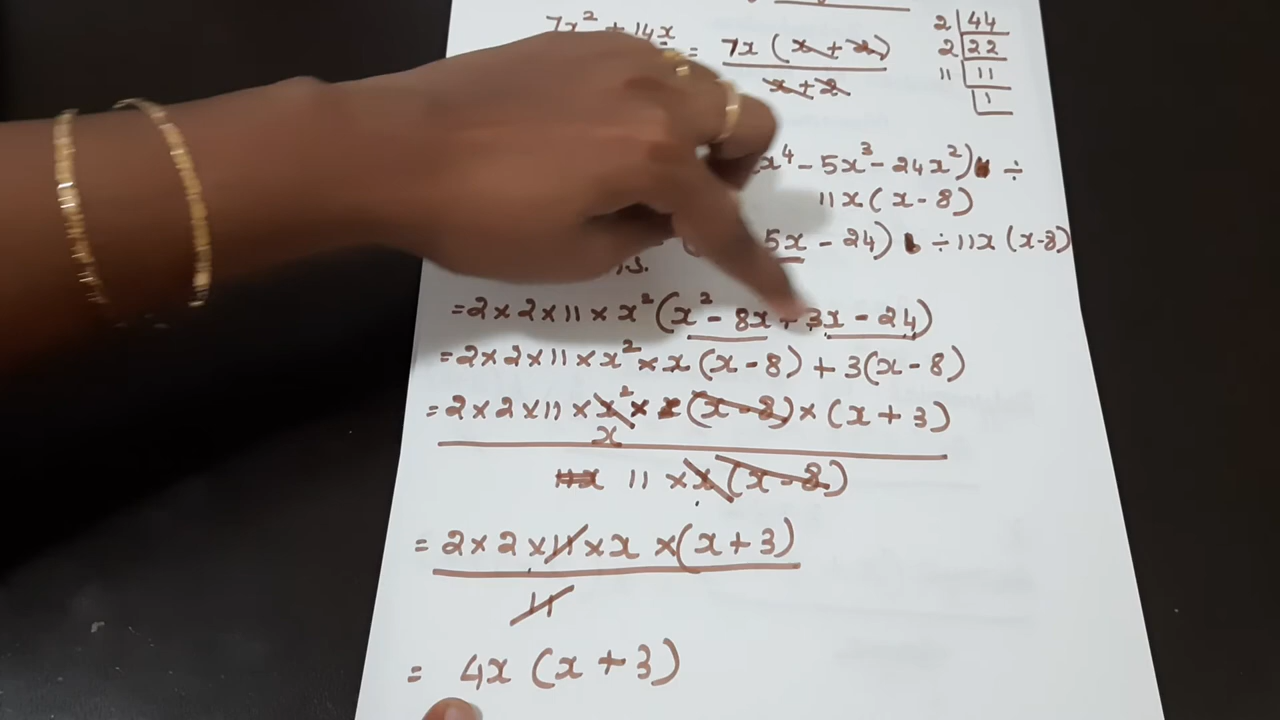 7x² + 14x = 7x (x + 2)
x + 2
2 | 44
2 | 22
11 | 11
1
x⁴ - 5x³ - 24x²) ÷
11x (x - 8)
5x - 24) ÷ 11x (x-8)
= 2 × 2 × 11 × x² (x² - 8x + 3x - 24)
= 2 × 2 × 11 × x² × x (x - 8) + 3 (x - 8)
= 2 × 2 × 11 × x² × (x - 8) × (x + 3)
x
11 × x (x - 8)
= 2 × 2 × 11 × x × (x + 3)
11
= 4x (x + 3)